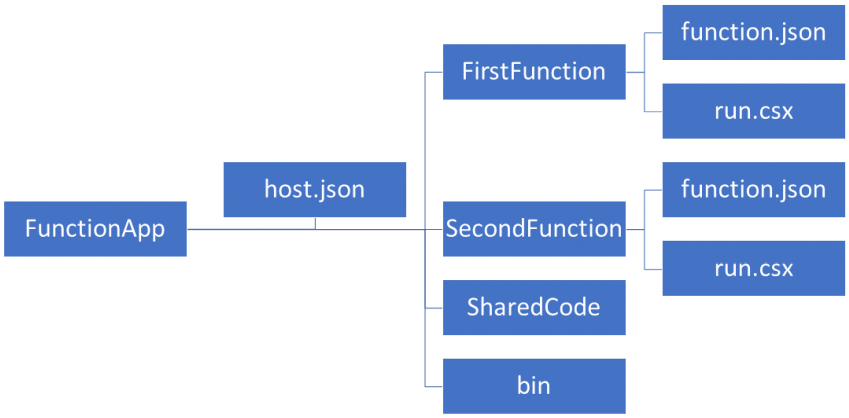 FunctionApp
host.json
FirstFunction
function.json
run.csx
SecondFunction
function.json
run.csx
SharedCode
bin